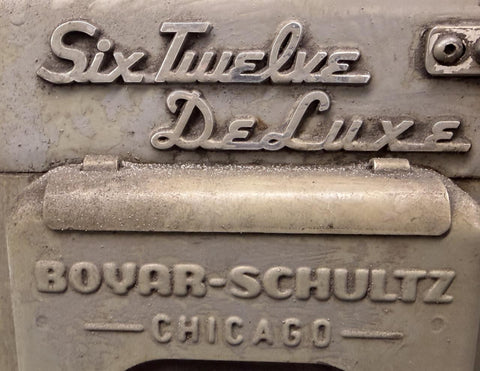 Six Twelve
DeLuxe
BOYAR-SCHULTZ
CHICAGO